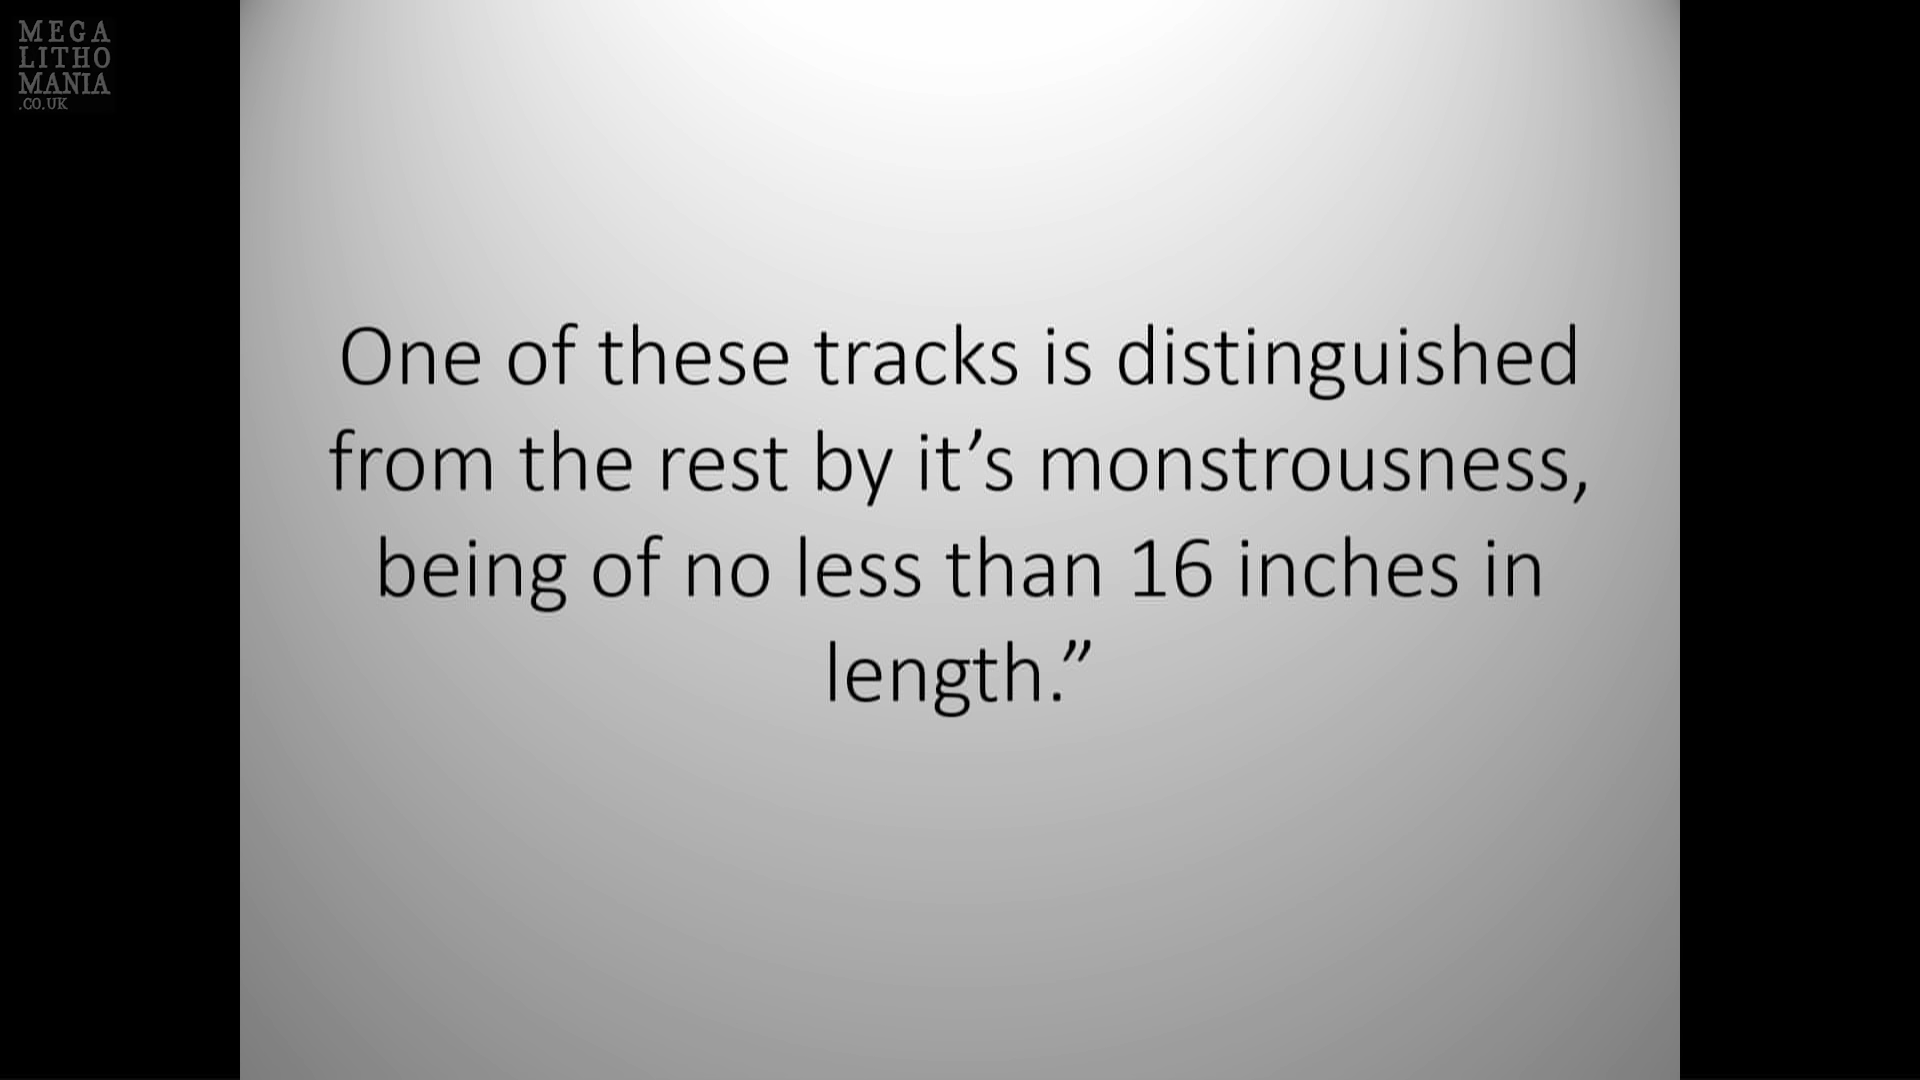 MEGA
LITHO
MANIA
.CO.UK
One of these tracks is distinguished
from the rest by it’s monstrousness,
being of no less than 16 inches in
length.”